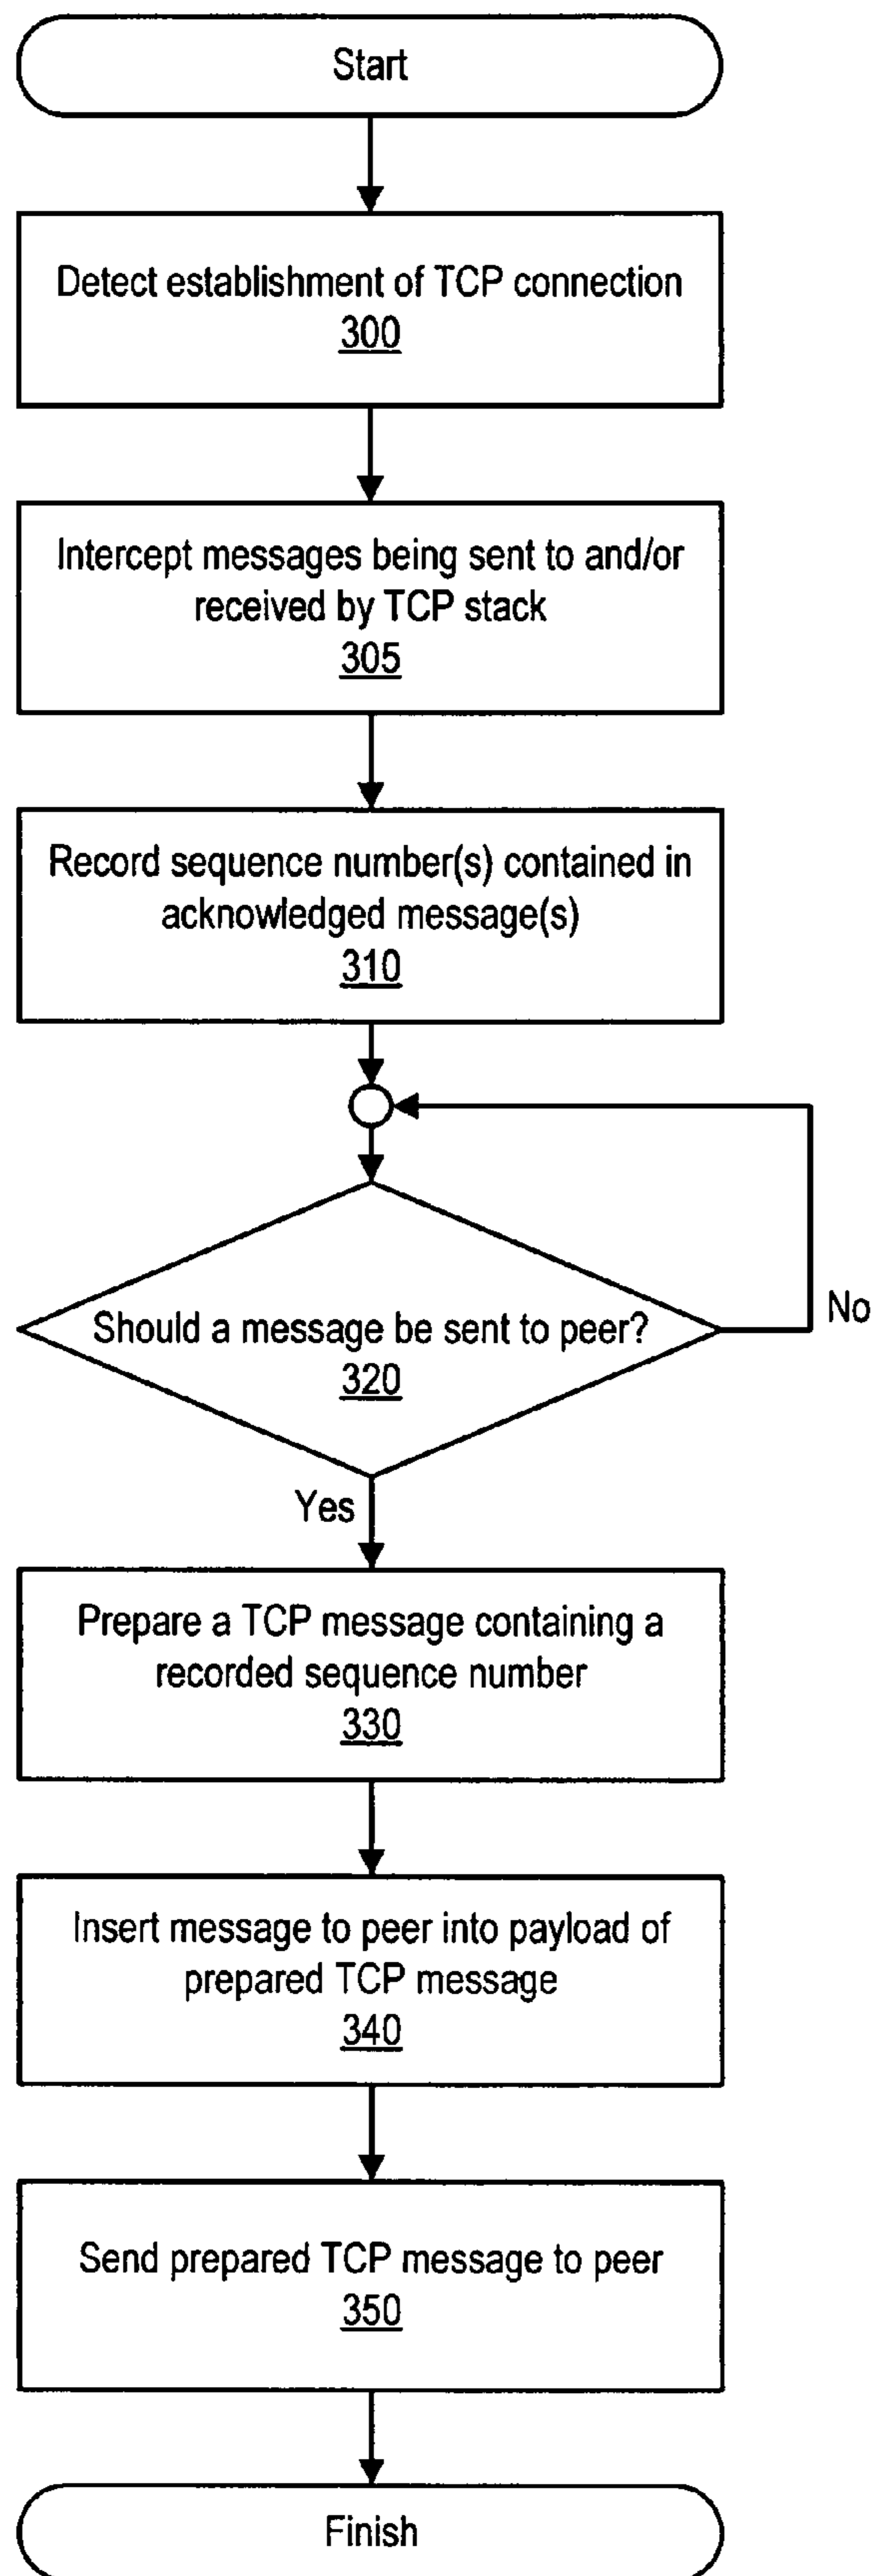 Start
Detect establishment of TCP connection
300
Intercept messages being sent to and/or
received by TCP stack
305
Record sequence number(s) contained in
acknowledged message(s)
310
Should a message be sent to peer?
320
No
Yes
Prepare a TCP message containing a
recorded sequence number
330
Insert message to peer into payload of
prepared TCP message
340
Send prepared TCP message to peer
350
Finish